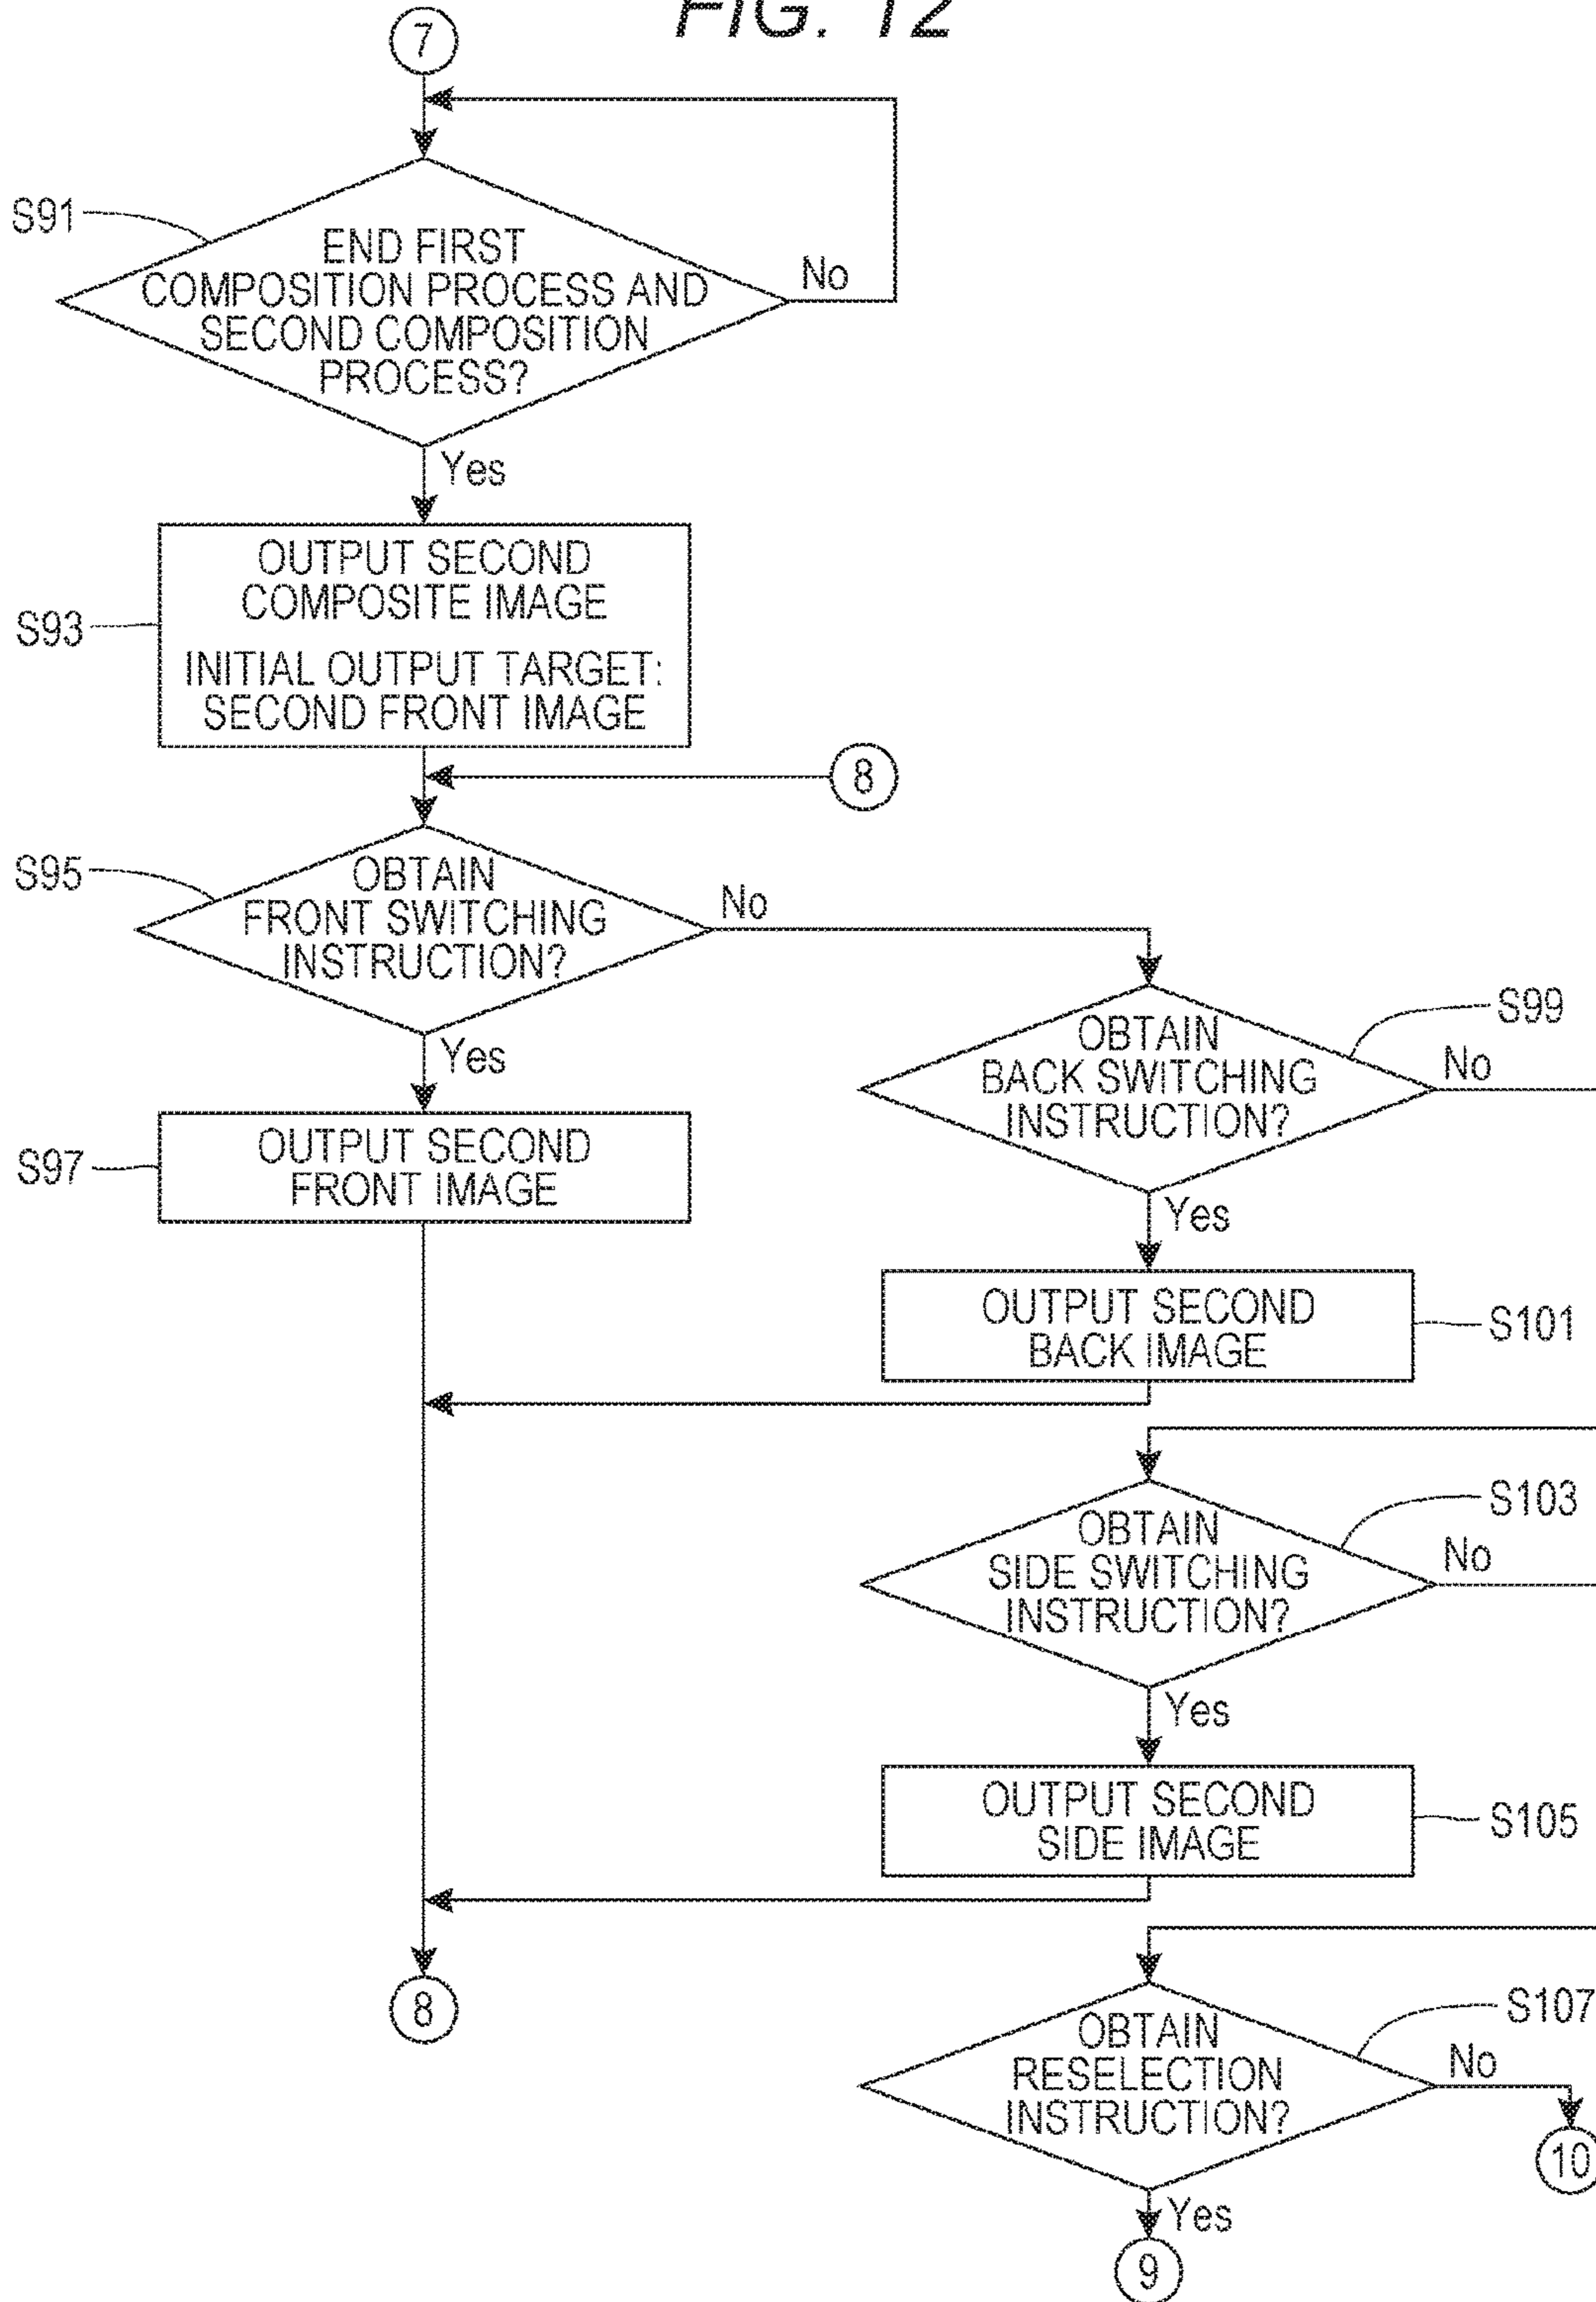 FIG. 12
7
S91
END FIRST
COMPOSITION PROCESS AND
SECOND COMPOSITION
PROCESS?
No
Yes
S93
OUTPUT SECOND
COMPOSITE IMAGE
INITIAL OUTPUT TARGET:
SECOND FRONT IMAGE
8
S95
OBTAIN
FRONT SWITCHING
INSTRUCTION?
No
Yes
S97
OUTPUT SECOND
FRONT IMAGE
S99
OBTAIN
BACK SWITCHING
INSTRUCTION?
No
Yes
OUTPUT SECOND
BACK IMAGE
S101
S103
OBTAIN
SIDE SWITCHING
INSTRUCTION?
No
Yes
OUTPUT SECOND
SIDE IMAGE
S105
8
S107
OBTAIN
RESELECTION
INSTRUCTION?
No
10
Yes
9